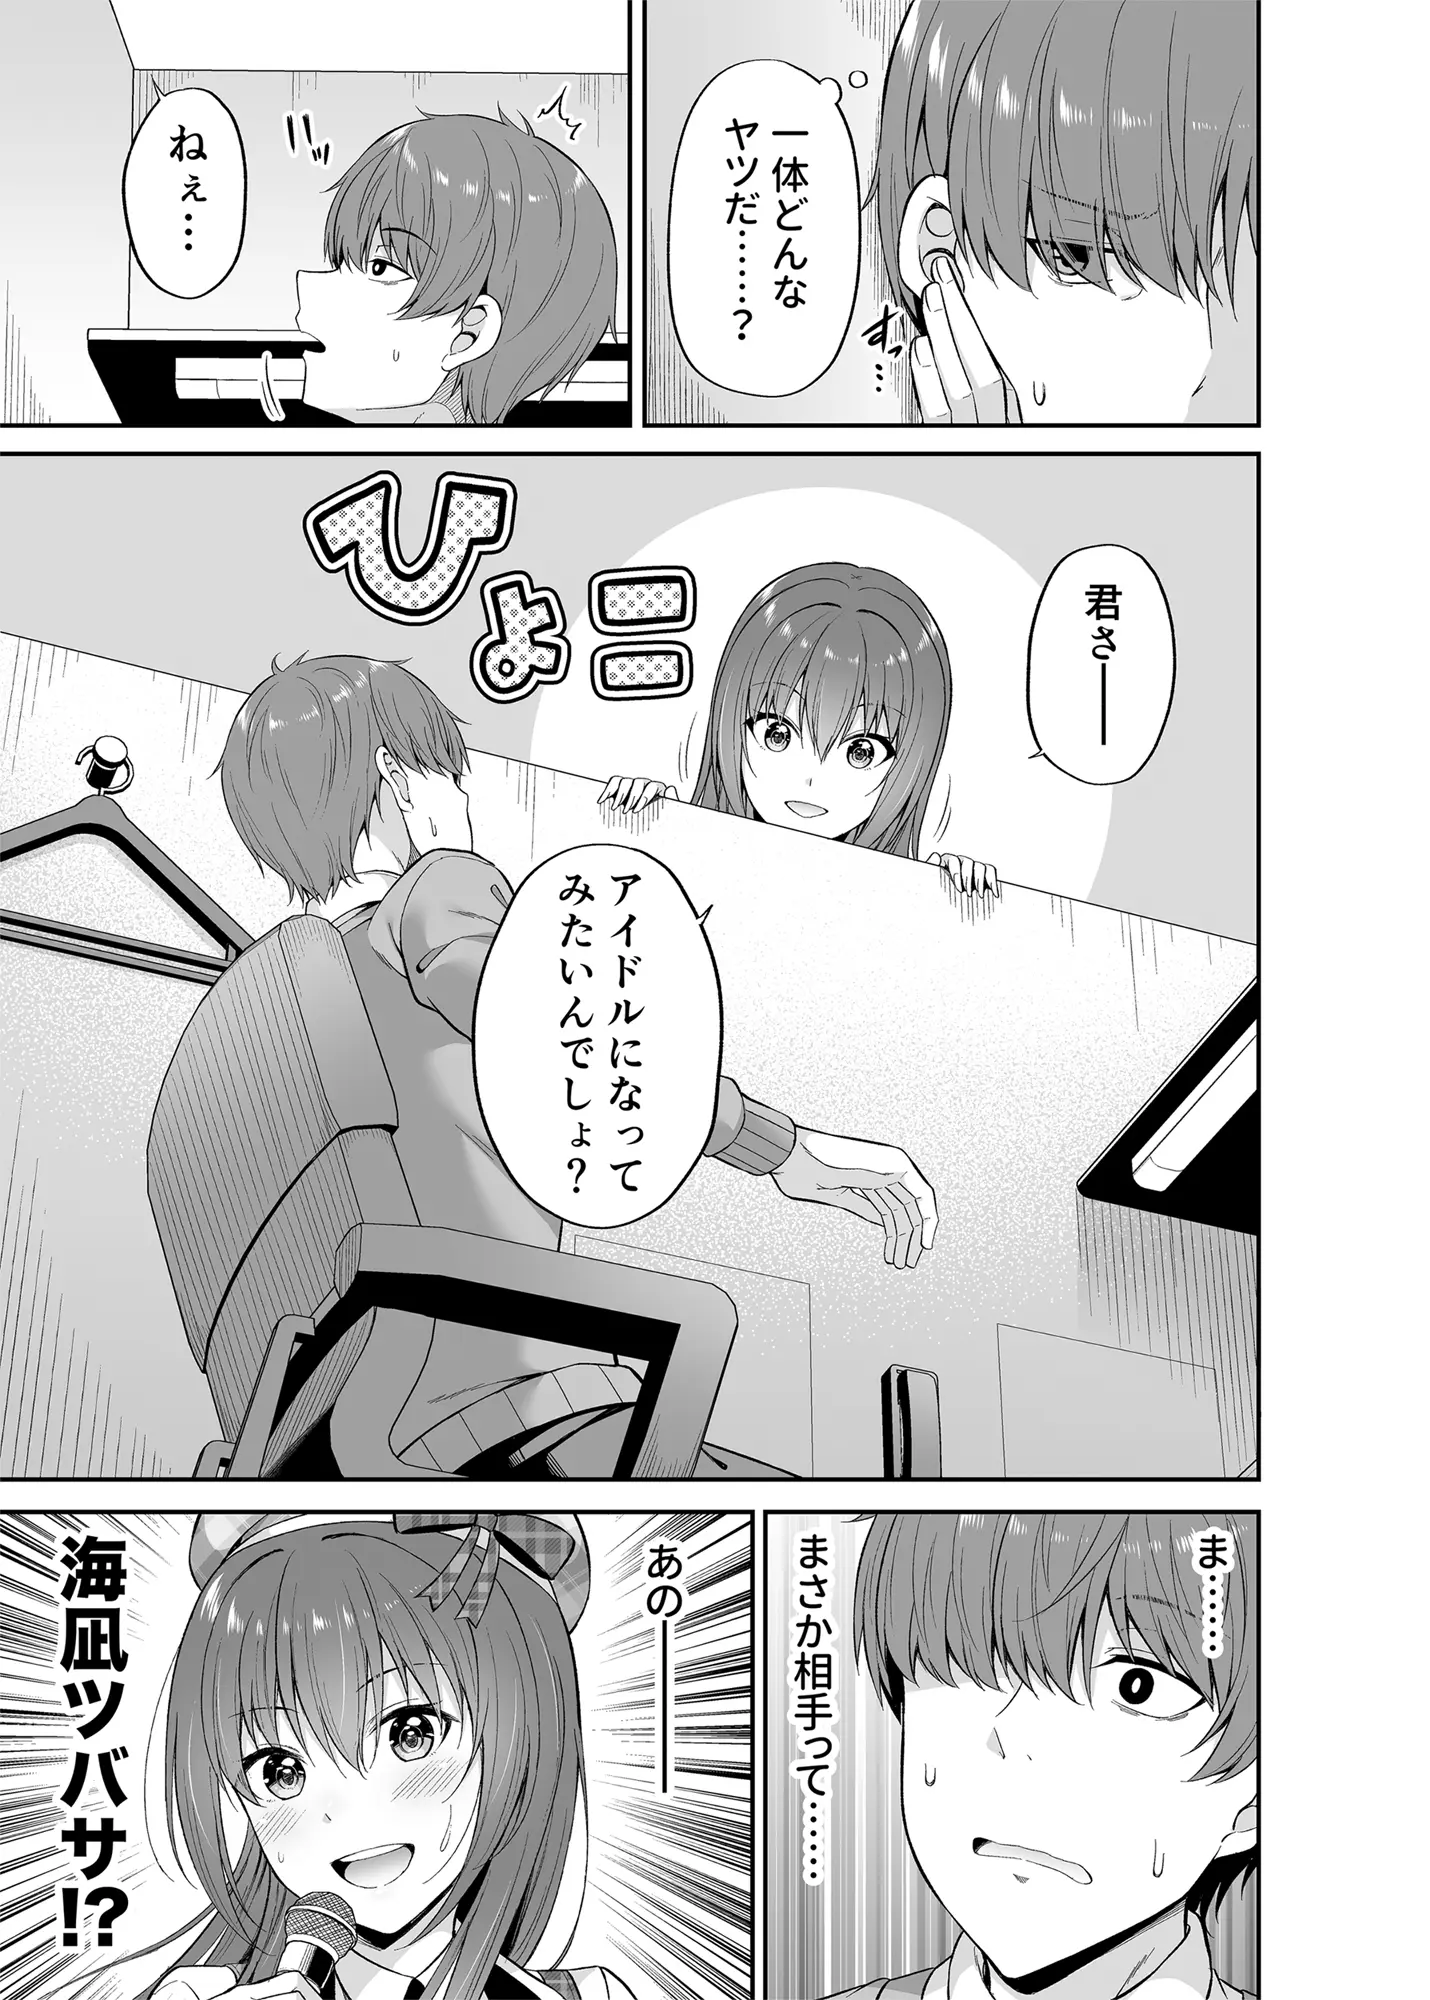 一体どんな
ヤツだ………？
すっ…
ねぇ…
ひょこ
君さ──
アイドルになって
みたいんでしょ？
ま………
まさか相手って………
あの───
海凪ツバサ!?